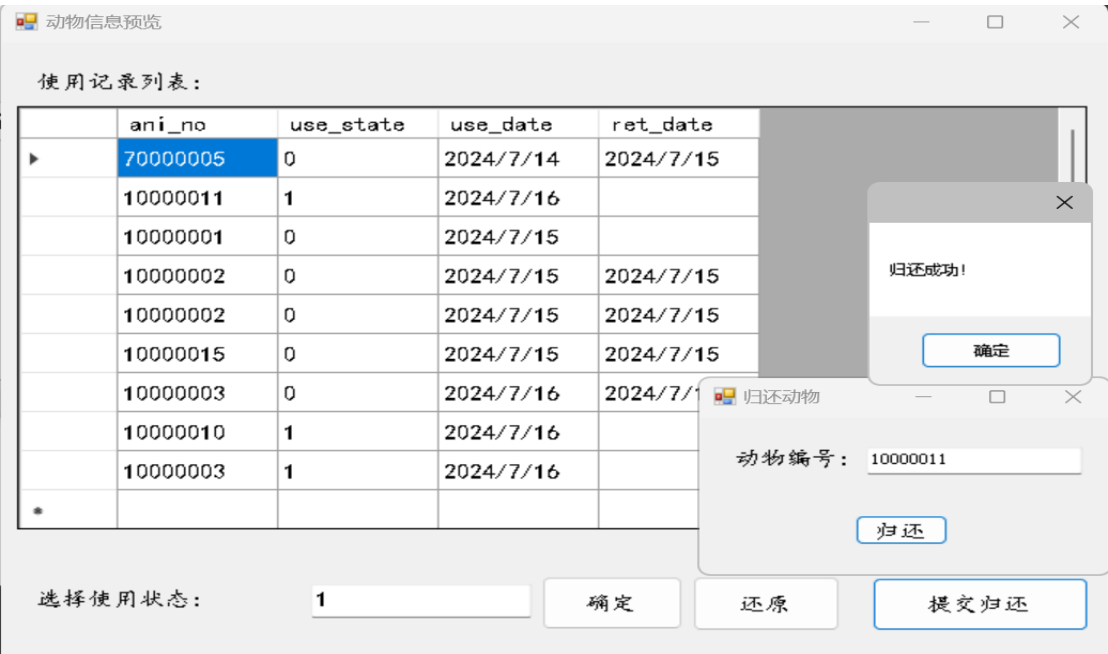 动物信息预览
使用记录列表：
ani_no use_state use_date ret_date
70000005 0 2024/7/14 2024/7/15
10000011 1 2024/7/16
10000001 0 2024/7/15
10000002 0 2024/7/15 2024/7/15
10000002 0 2024/7/15 2024/7/15
10000015 0 2024/7/15 2024/7/15
10000003 0 2024/7/16 2024/7/1
10000010 1 2024/7/16
10000003 1 2024/7/16
归还成功!
确定
归还动物
动物编号： 10000011
归还
选择使用状态： 1 确定 还原 提交归还